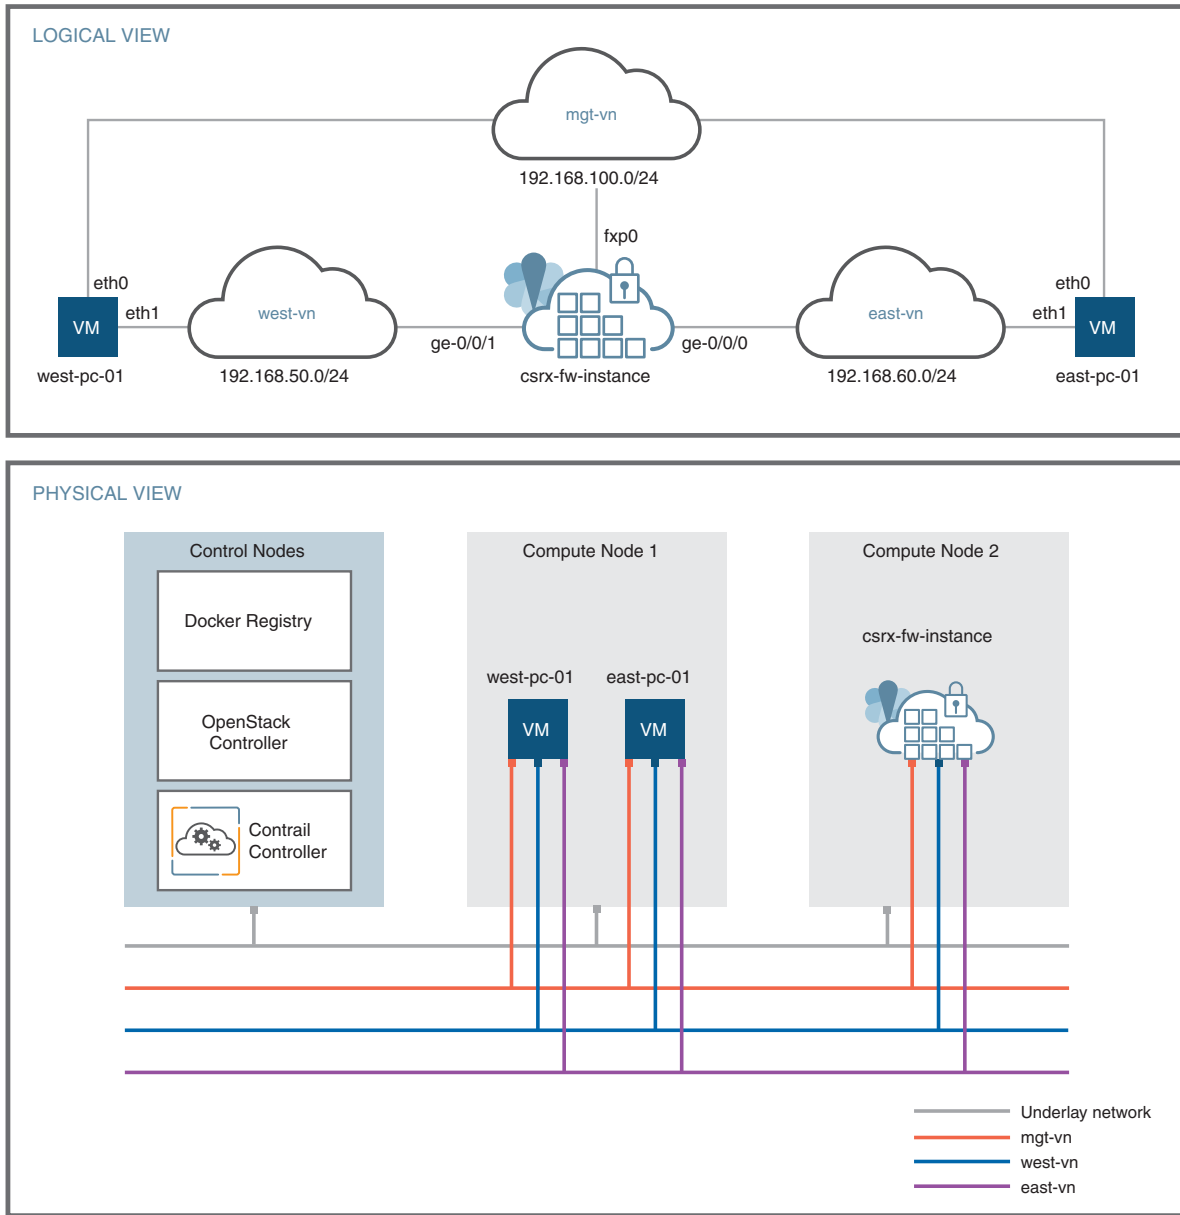 LOGICAL VIEW
mgt-vn
192.168.100.0/24
fxp0
eth0
VM
eth1
west-pc-01
west-vn
192.168.50.0/24
ge-0/0/1
csrx-fw-instance
ge-0/0/0
east-vn
192.168.60.0/24
eth0
eth1
VM
east-pc-01
PHYSICAL VIEW
Control Nodes
Docker Registry
OpenStack
Controller
Contrail
Controller
Compute Node 1
west-pc-01
east-pc-01
VM
VM
Compute Node 2
csrx-fw-instance
Underlay network
mgt-vn
west-vn
east-vn